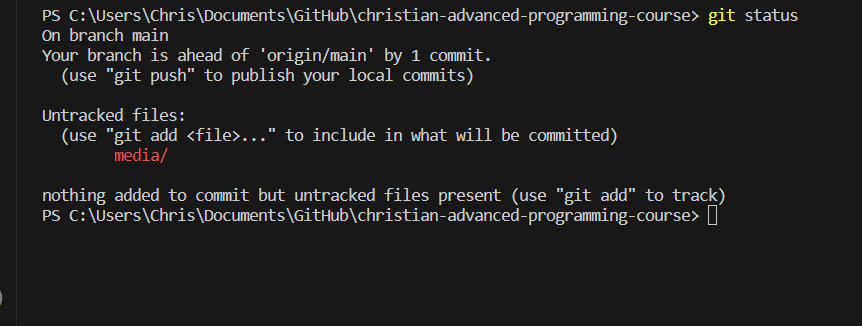 PS C:\Users\Chris\Documents\GitHub\christian-advanced-programming-course> git status
On branch main
Your branch is ahead of 'origin/main' by 1 commit.
  (use "git push" to publish your local commits)

Untracked files:
  (use "git add <file>..." to include in what will be committed)
        media/

nothing added to commit but untracked files present (use "git add" to track)
PS C:\Users\Chris\Documents\GitHub\christian-advanced-programming-course>